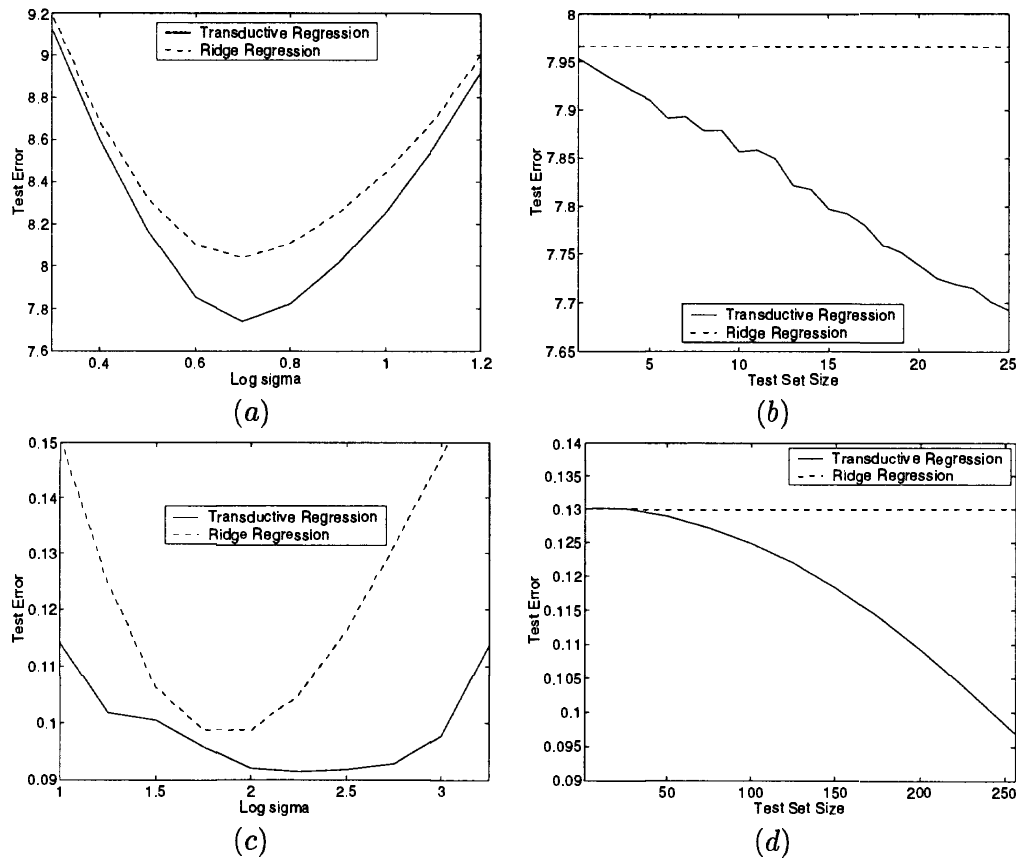 9.2
9
8.8
8.6
8.4
8.2
8
7.8
7.6
Test Error
Transductive Regression
Ridge Regression
0.4
0.6
0.8
1
1.2
Log sigma
(a)
8
7.95
7.9
7.85
7.8
7.75
7.7
7.65
Test Error
Transductive Regression
Ridge Regression
5
10
15
20
25
Test Set Size
(b)
0.15
0.14
0.13
0.12
0.11
0.1
0.09
Test Error
Transductive Regression
Ridge Regression
1
1.5
2
2.5
3
Log sigma
(c)
0.14
0.135
0.13
0.125
0.12
0.115
0.11
0.105
0.1
0.095
0.09
Test Error
Transductive Regression
Ridge Regression
50
100
150
200
250
Test Set Size
(d)